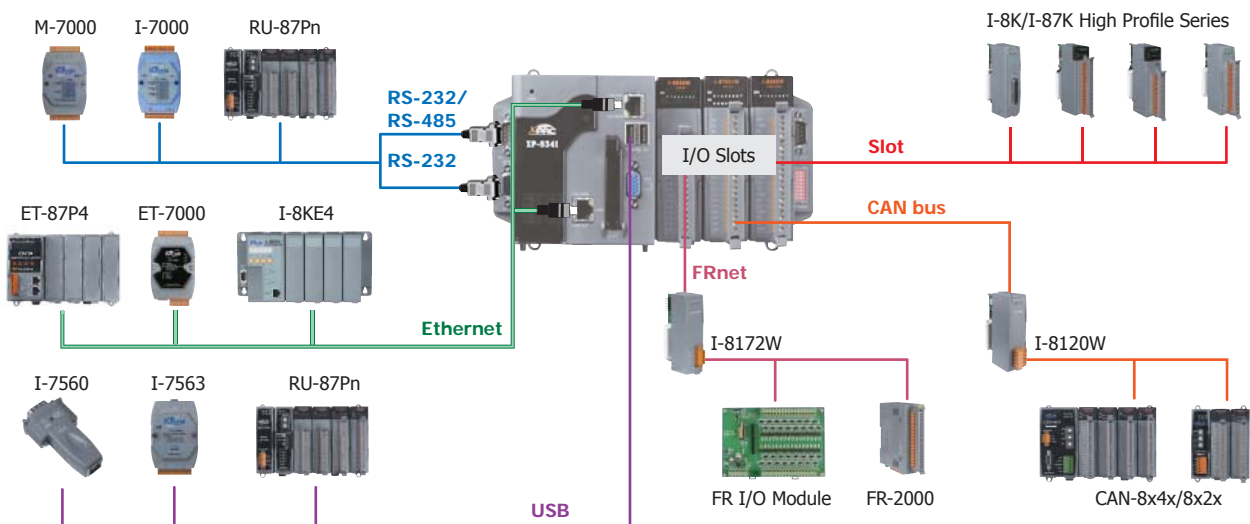 M-7000
I-7000
RU-87Pn
I-8K/I-87K High Profile Series
RS-232/
RS-485
RS-232
XP-8341
I/O Slots
Slot
CAN bus
ET-87P4
ET-7000
I-8KE4
FRnet
Ethernet
I-8172W
I-8120W
I-7560
I-7563
RU-87Pn
FR I/O Module
FR-2000
CAN-8x4x/8x2x
USB